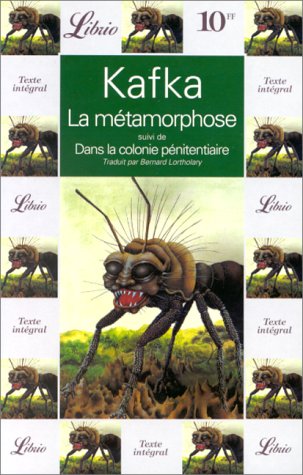 Librio
10FF
Texte
intégral
Texte
intégral
Kafka
La métamorphose
suivi de
Dans la colonie pénitentiaire
Traduit par Bernard Lortholary
Librio
Librio
Texte
intégral
Texte
intégral
Librio
Texte
intégral
Librio